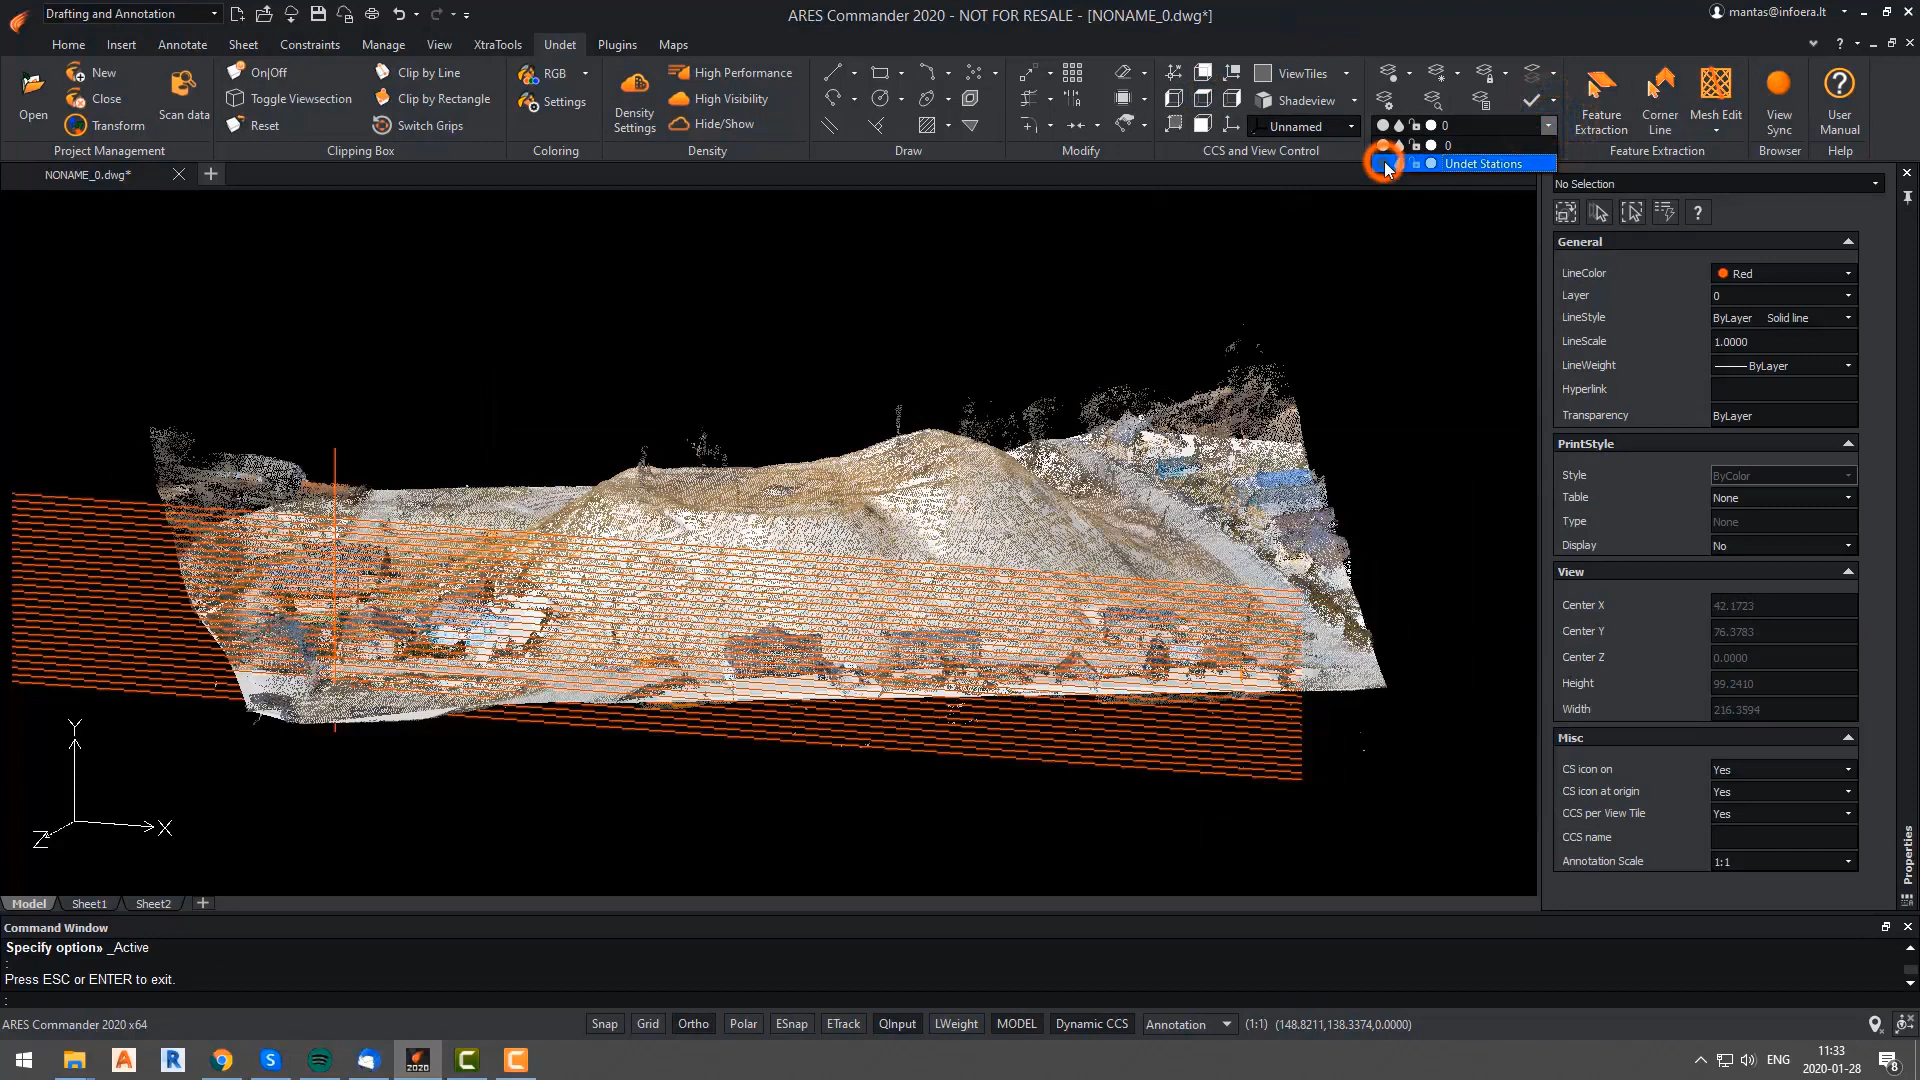 Drafting and Annotation
ARES Commander 2020 - NOT FOR RESALE - [NONAME_0.dwg*]
mantas@infoera.lt
Home Insert Annotate Sheet Constraints Manage View XtraTools Undet Plugins Maps
Open
New
Close
Transform
Scan data
Project Management
On|Off
Toggle Viewsection
Reset
Clip by Line
Clip by Rectangle
Switch Grips
Clipping Box
RGB
Settings
Coloring
Density
Settings
High Performance
High Visibility
Hide/Show
Density
Draw
Modify
ViewTiles
Shadeview
Unnamed
CCS and View Control
0
0
Undet Stations
Feature
Extraction
Corner
Line
Mesh Edit
Feature Extraction
View
Sync
Browser
User
Manual
Help
NONAME_0.dwg*
No Selection
General
LineColor Red
Layer 0
LineStyle ByLayer Solid line
LineScale 1.0000
LineWeight ByLayer
Hyperlink
Transparency ByLayer
PrintStyle
Style ByColor
Table None
Type None
Display No
View
Center X 42.1723
Center Y 76.3783
Center Z 0.0000
Height 99.2410
Width 216.3594
Misc
CS icon on Yes
CS icon at origin Yes
CCS per View Tile Yes
CCS name
Annotation Scale 1:1
Properties
Y
X
Z
Model Sheet1 Sheet2
Command Window
Specify option» _Active
:
Press ESC or ENTER to exit.
:
ARES Commander 2020 x64
Snap Grid Ortho Polar ESnap ETrack QInput LWeight MODEL Dynamic CCS Annotation (1:1) (148.8211,138.3374,0.0000)
2020
ENG
11:33
2020-01-28
8